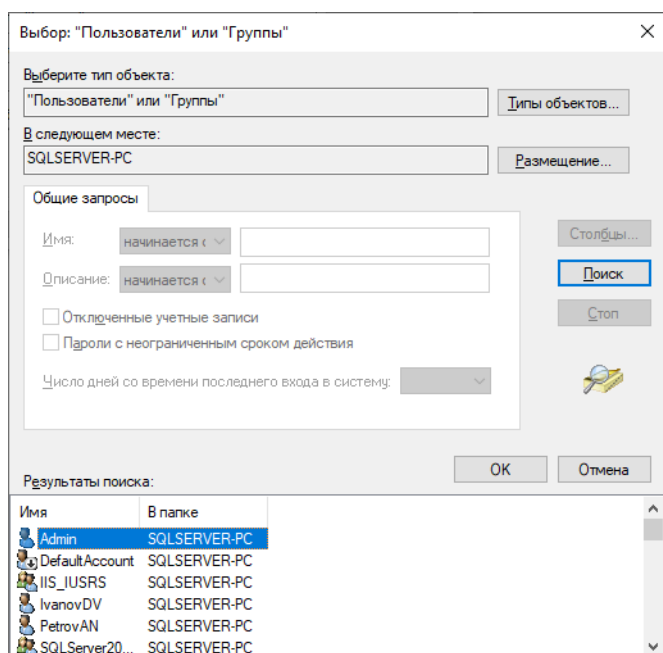 Выбор: "Пользователи" или "Группы"
Выберите тип объекта:
"Пользователи" или "Группы" Типы объектов...
В следующем месте:
SQLSERVER-PC Размещение...
Общие запросы
Имя: начинается с Столбцы...
Описание: начинается с Поиск
Отключенные учетные записи Стоп
Пароли с неограниченным сроком действия
Число дней со времени последнего входа в систему:
OK Отмена
Результаты поиска:
Имя В папке
Admin SQLSERVER-PC
DefaultAccount SQLSERVER-PC
IIS_IUSRS SQLSERVER-PC
IvanovDV SQLSERVER-PC
PetrovAN SQLSERVER-PC
SQLServer20... SQLSERVER-PC